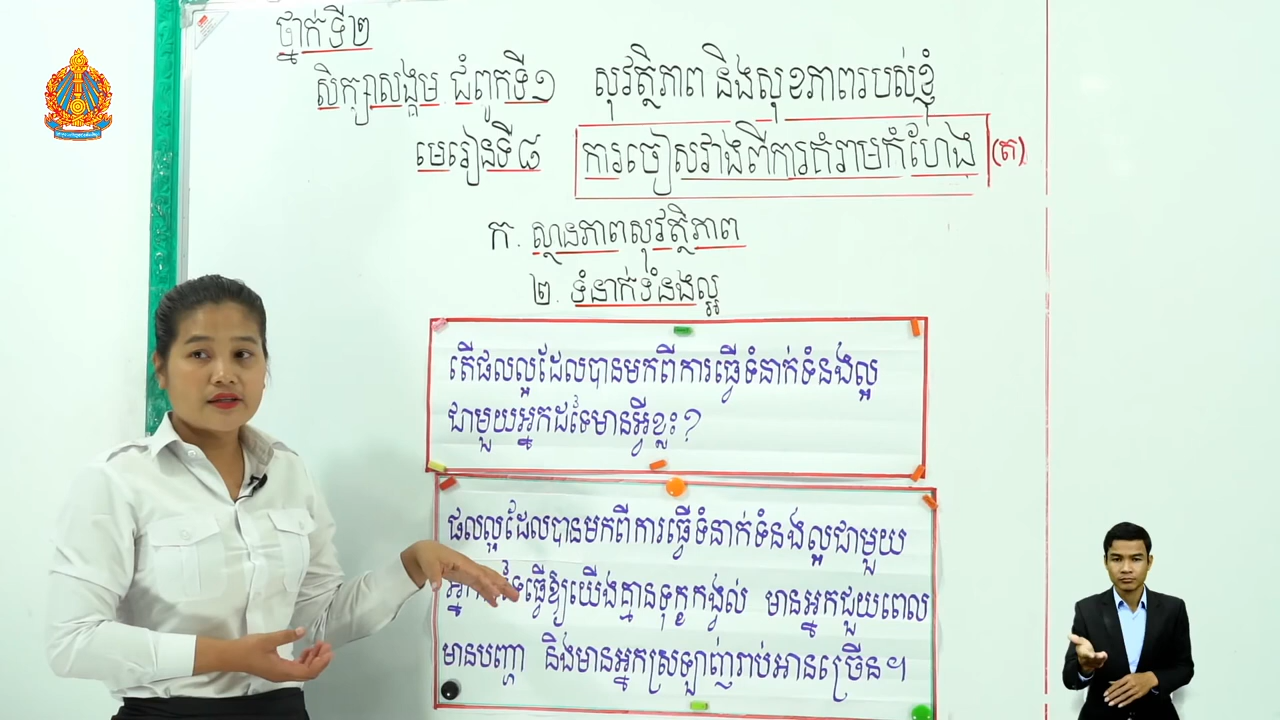 ថ្នាក់ទី២
សិក្សាសង្គម ជំពូកទី១ សុវត្ថិភាព និងសុខភាពរបស់ខ្ញុំ
មេរៀនទី៨ ការចៀសវាងពីការគំរាមកំហែង (ត)
ក. ស្ថានភាពសុវត្ថិភាព
២. ទំនាក់ទំនងល្អ
តើផលល្អដែលបានមកពីការធ្វើទំនាក់ទំនងល្អ
ជាមួយអ្នកដទៃមានអ្វីខ្លះ?
ផលល្អដែលបានមកពីការធ្វើទំនាក់ទំនងល្អជាមួយ
អ្នកដទៃធ្វើឱ្យយើងគ្មានទុក្ខកង្វល់ មានអ្នកជួយពេល
មានបញ្ហា និងមានអ្នកស្រឡាញ់រាប់អានច្រើន។